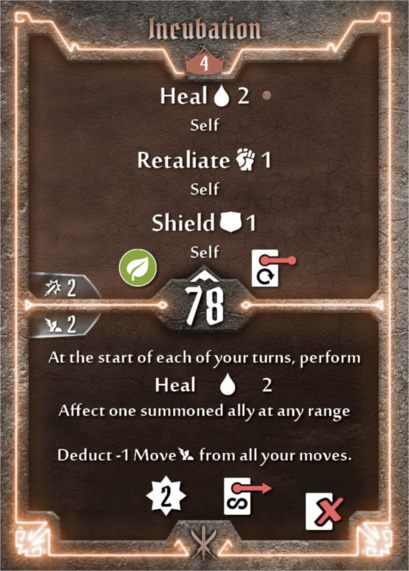 Incubation
4
Heal 2
Self
Retaliate 1
Self
Shield 1
Self
2
78
2
At the start of each of your turns, perform
Heal 2
Affect one summoned ally at any range
Deduct -1 Move from all your moves.
2
S